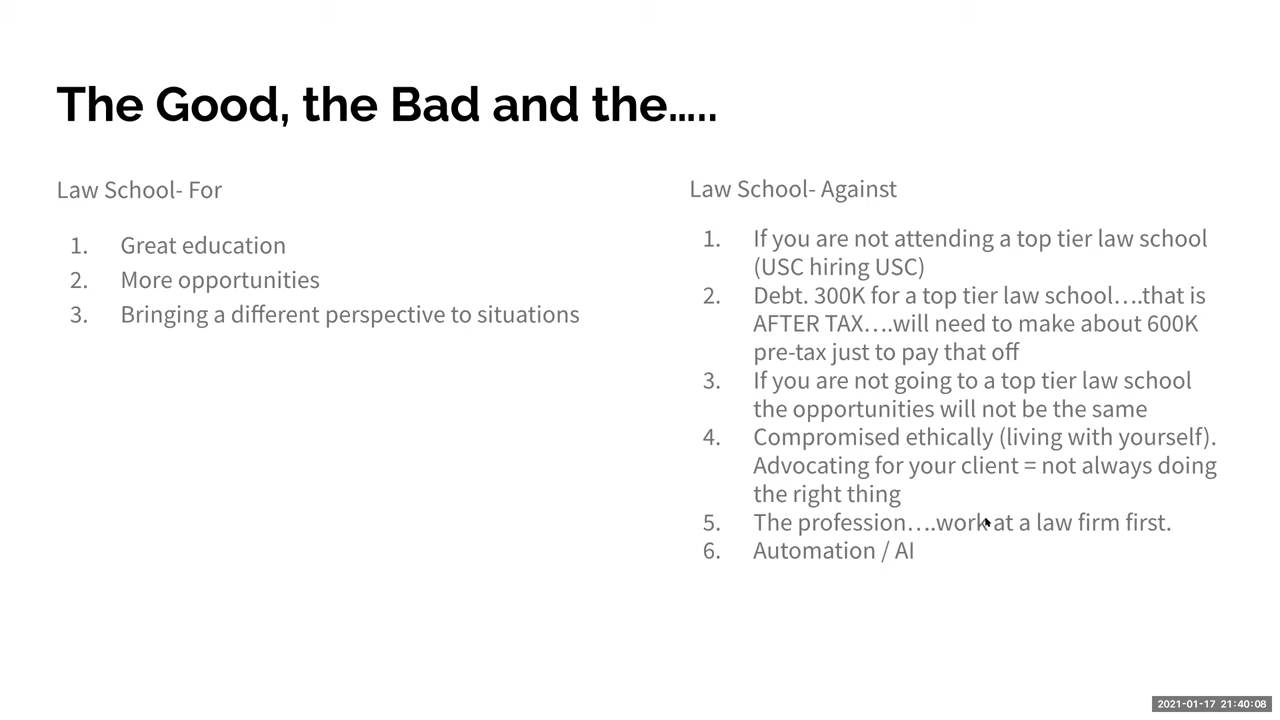 The Good, the Bad and the.....
Law School- For
1. Great education
2. More opportunities
3. Bringing a different perspective to situations
Law School- Against
1. If you are not attending a top tier law school
(USC hiring USC)
2. Debt. 300K for a top tier law school….that is
AFTER TAX….will need to make about 600K
pre-tax just to pay that off
3. If you are not going to a top tier law school
the opportunities will not be the same
4. Compromised ethically (living with yourself).
Advocating for your client = not always doing
the right thing
5. The profession….work at a law firm first.
6. Automation / AI
2021-01-17 21:40:08